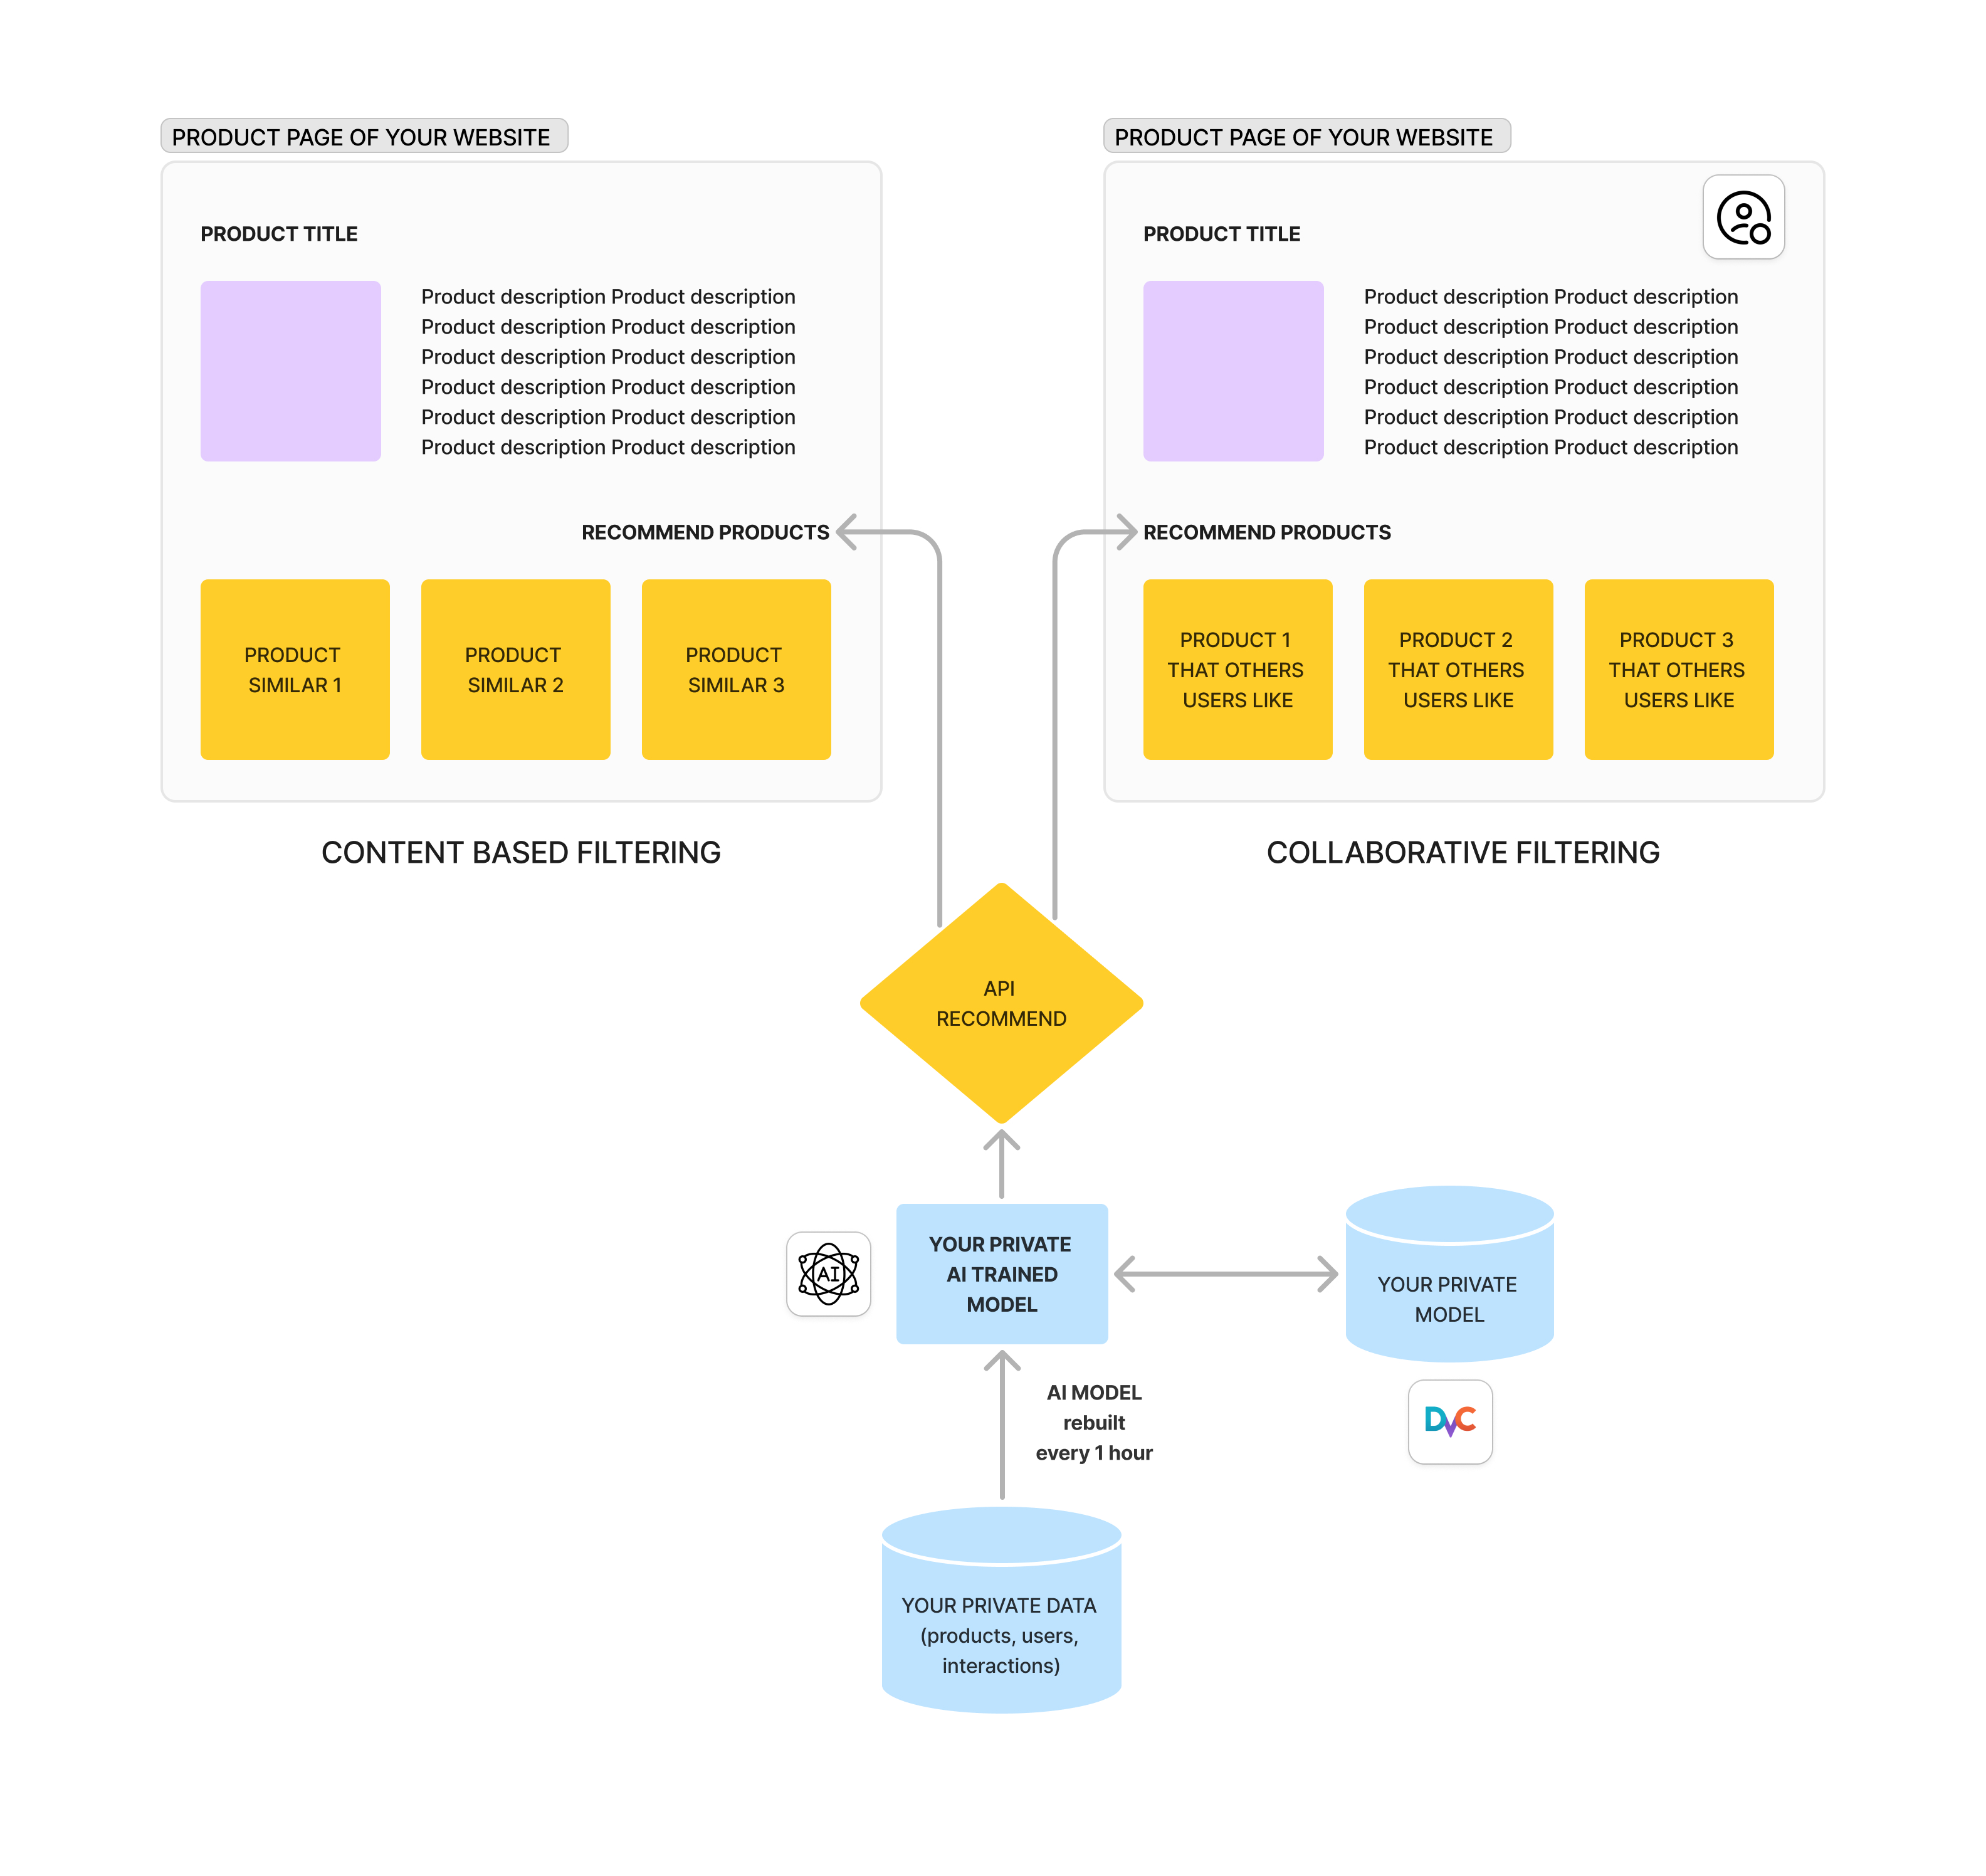 PRODUCT PAGE OF YOUR WEBSITE
PRODUCT TITLE
Product description Product description
Product description Product description
Product description Product description
Product description Product description
Product description Product description
Product description Product description
RECOMMEND PRODUCTS
PRODUCT
SIMILAR 1
PRODUCT
SIMILAR 2
PRODUCT
SIMILAR 3
CONTENT BASED FILTERING
PRODUCT PAGE OF YOUR WEBSITE
PRODUCT TITLE
Product description Product description
Product description Product description
Product description Product description
Product description Product description
Product description Product description
Product description Product description
RECOMMEND PRODUCTS
PRODUCT 1
THAT OTHERS
USERS LIKE
PRODUCT 2
THAT OTHERS
USERS LIKE
PRODUCT 3
THAT OTHERS
USERS LIKE
COLLABORATIVE FILTERING
API
RECOMMEND
AI
YOUR PRIVATE
AI TRAINED
MODEL
YOUR PRIVATE
MODEL
DVC
AI MODEL
rebuilt
every 1 hour
YOUR PRIVATE DATA
(products, users,
interactions)